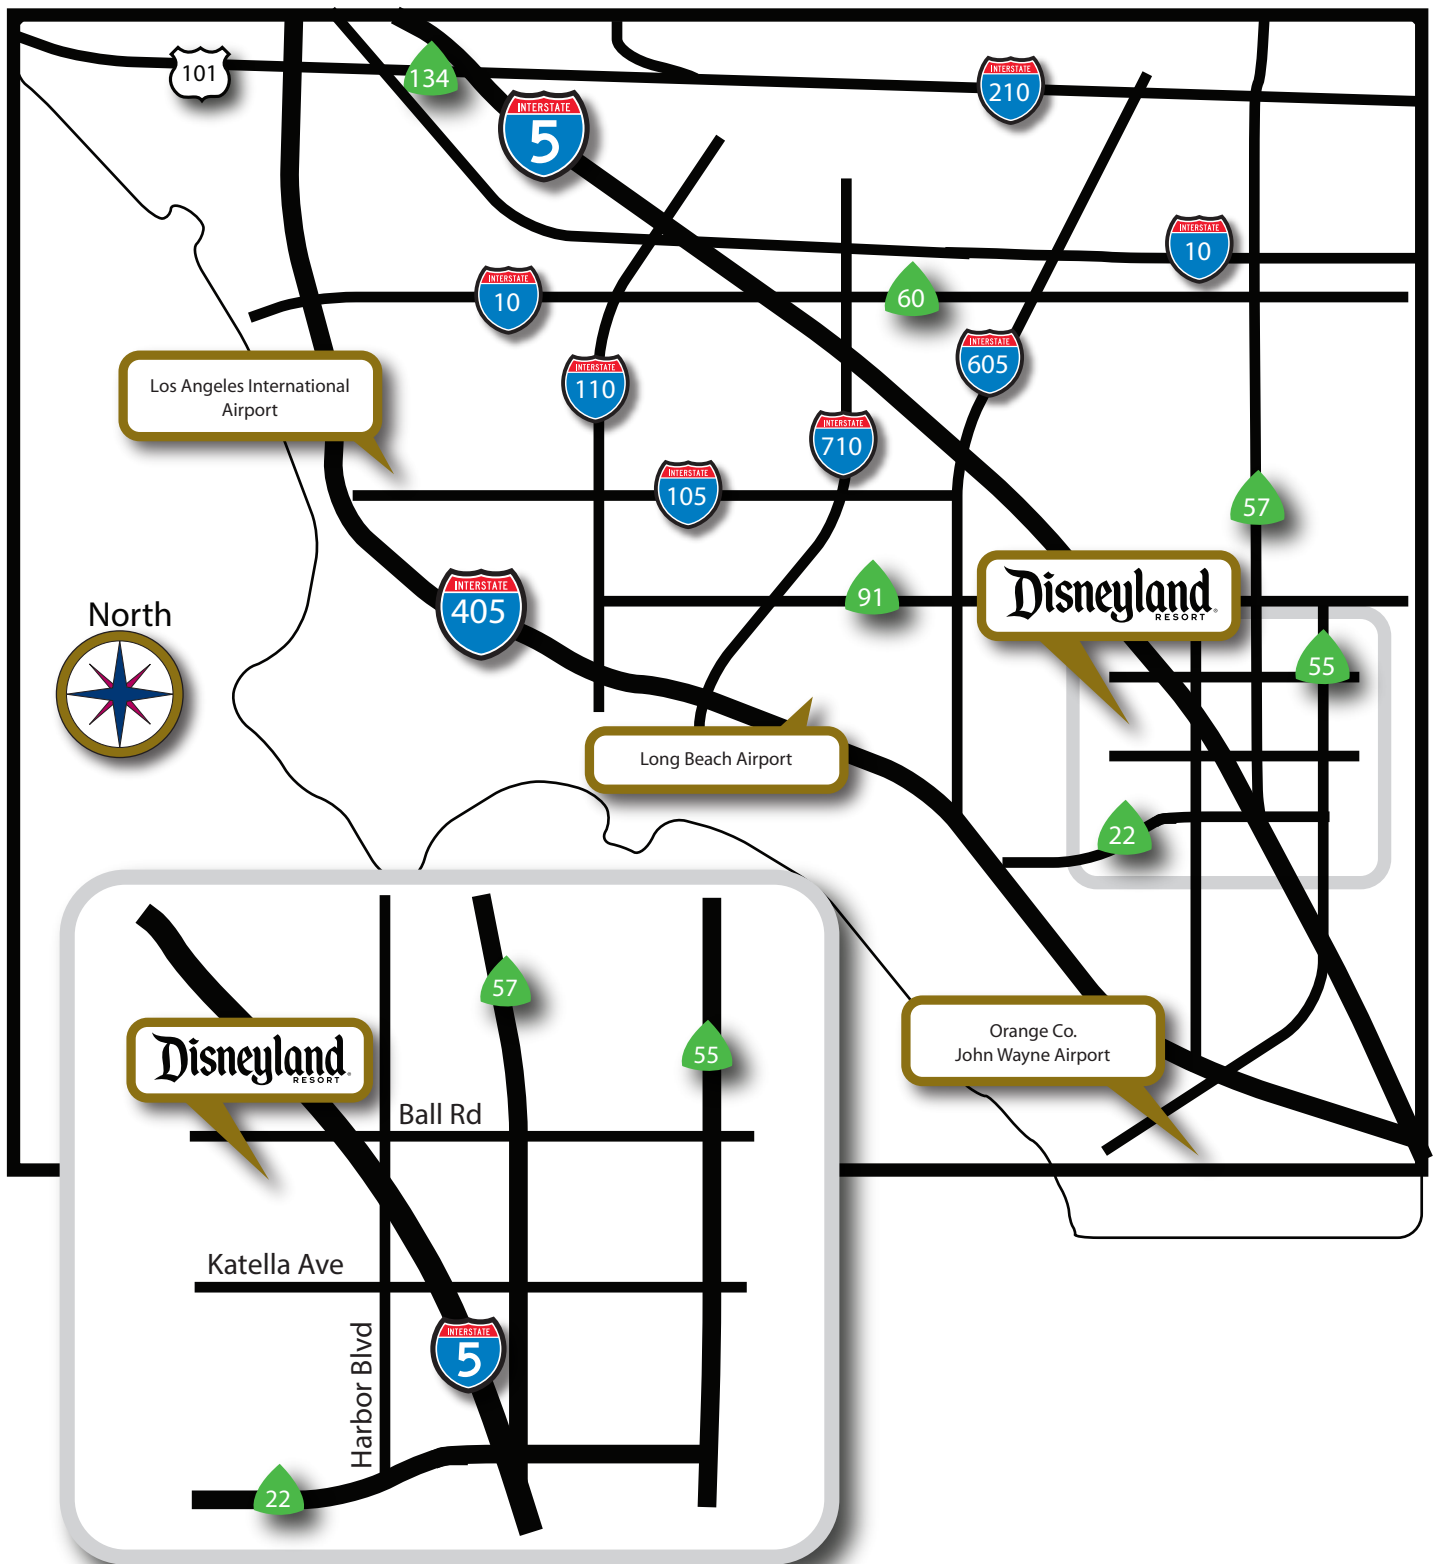 101
134
INTERSTATE
210
INTERSTATE
5
INTERSTATE
10
INTERSTATE
10
60
INTERSTATE
605
INTERSTATE
110
Los Angeles International
Airport
INTERSTATE
710
INTERSTATE
105
57
INTERSTATE
405
91
Disneyland
RESORT
North
55
Long Beach Airport
22
57
Orange Co.
John Wayne Airport
55
Disneyland
RESORT
Ball Rd
Katella Ave
INTERSTATE
5
Harbor Blvd
22